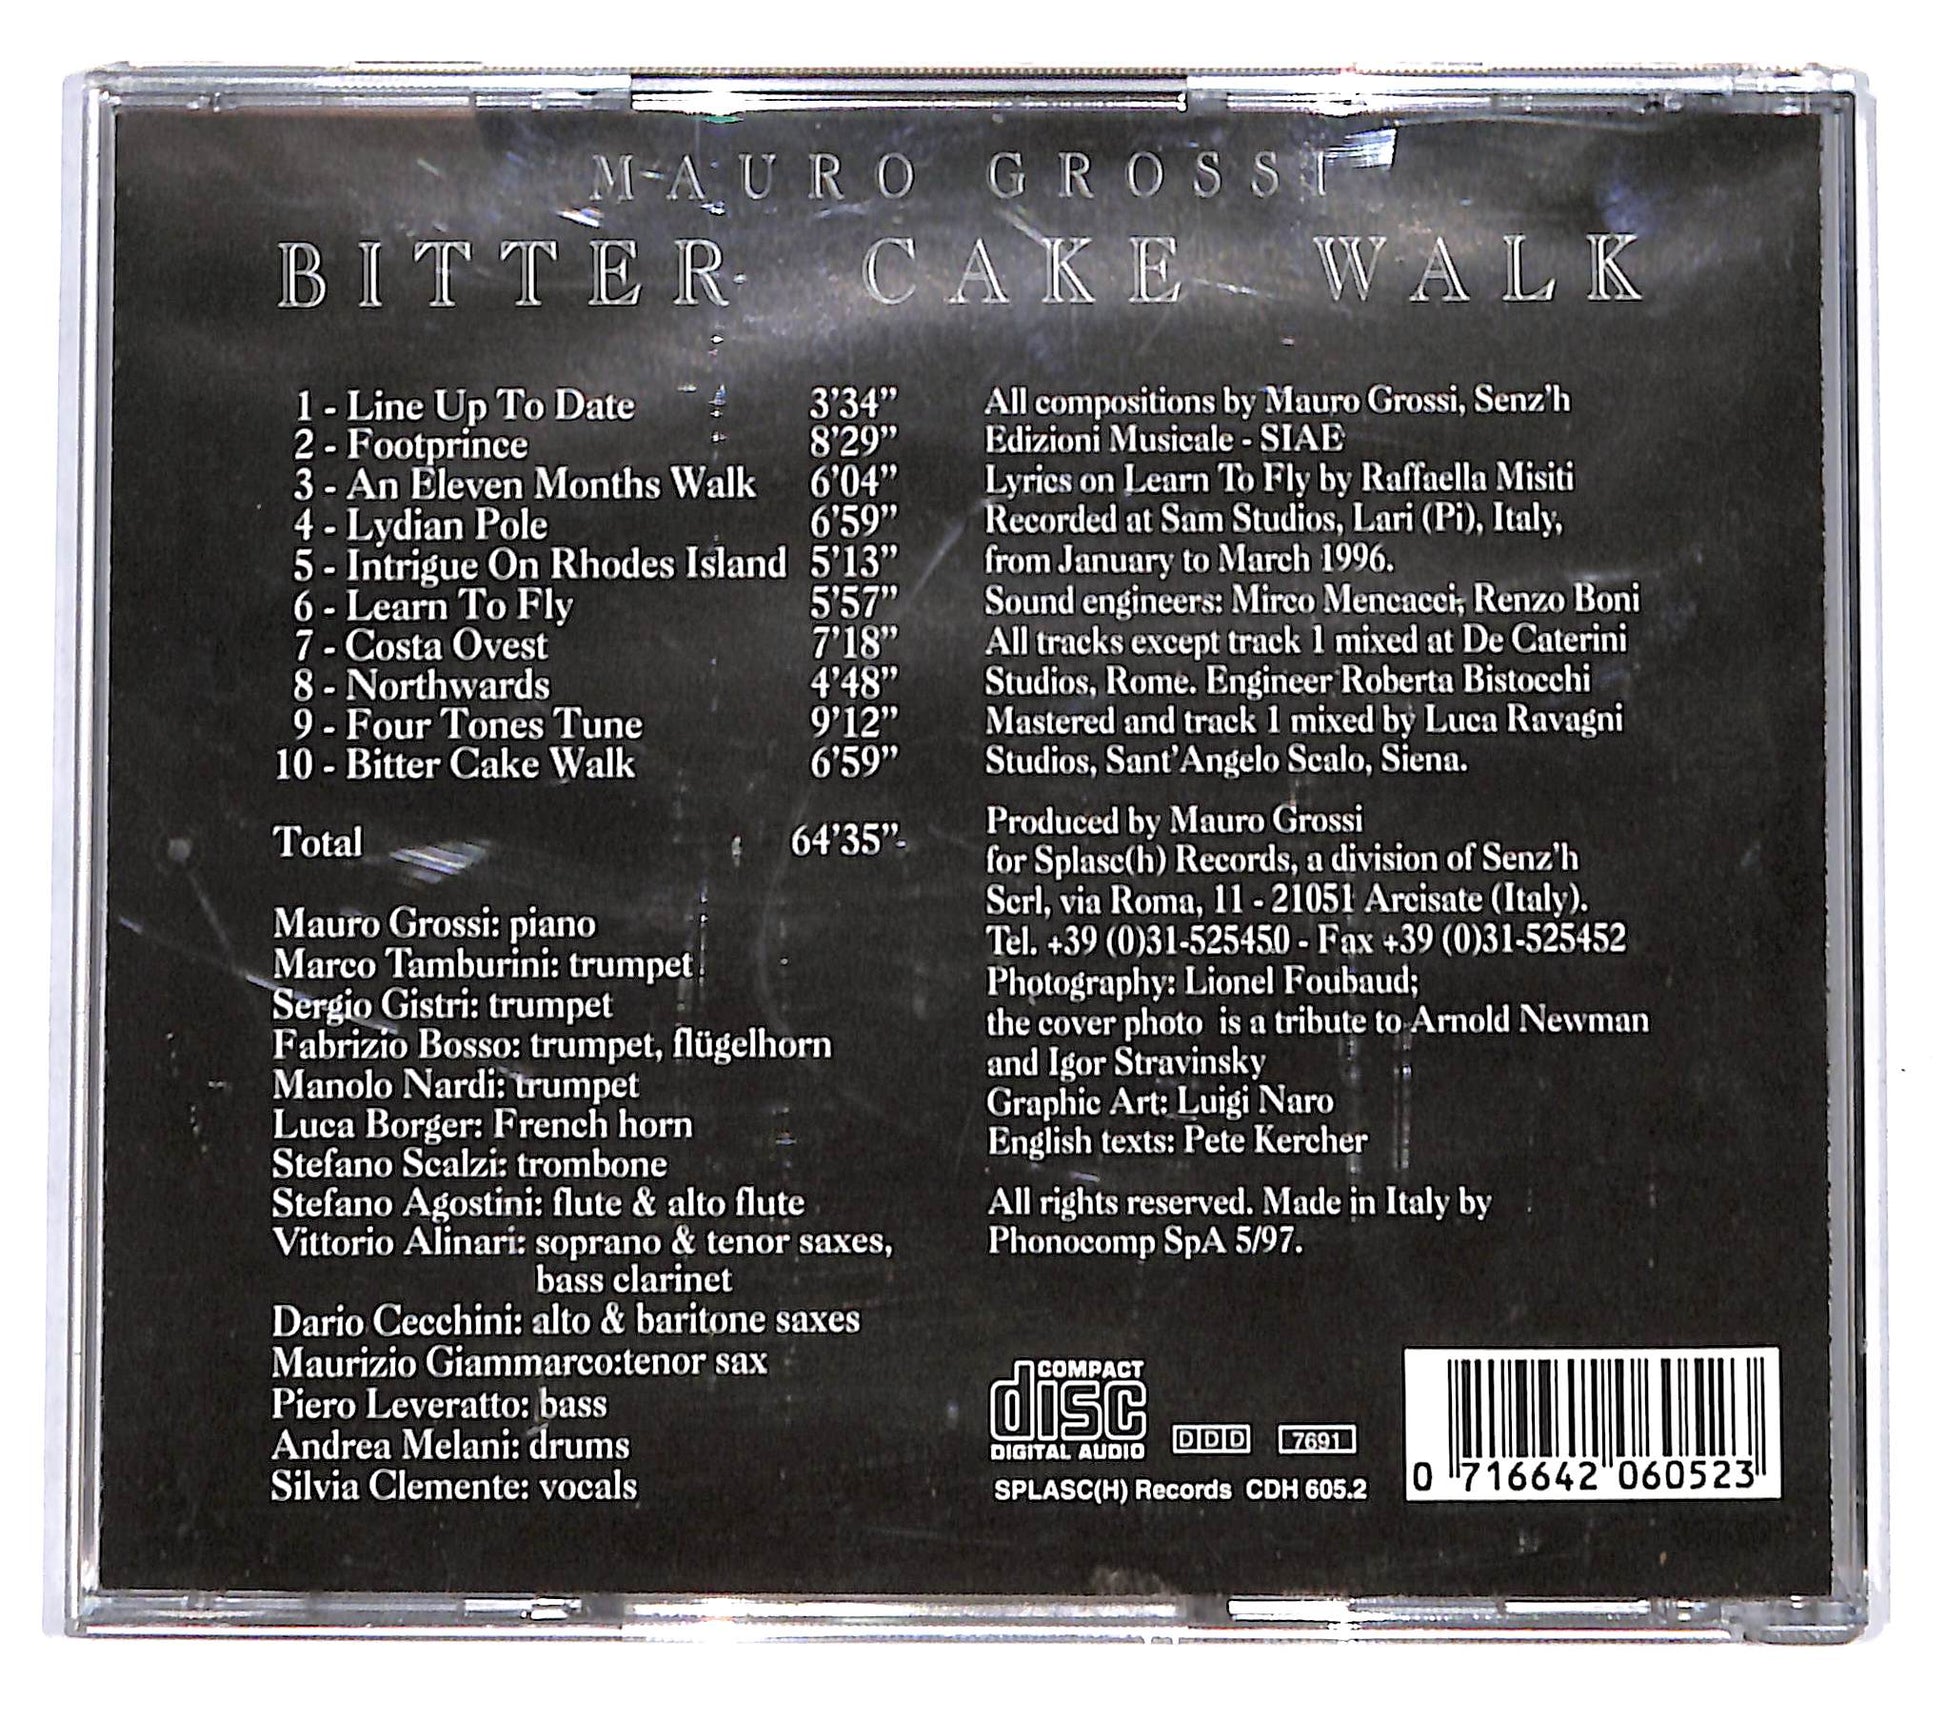 MAURO GROSSI
BITTER CAKE WALK
1 - Line Up To Date 3'34"
2 - Footprince 8'29"
3 - An Eleven Months Walk 6'04"
4 - Lydian Pole 6'59"
5 - Intrigue On Rhodes Island 5'13"
6 - Learn To Fly 5'57"
7 - Costa Ovest 7'18"
8 - Northwards 4'48"
9 - Four Tones Tune 9'12"
10 - Bitter Cake Walk 6'59"
Total 64'35"
Mauro Grossi: piano
Marco Tamburini: trumpet
Sergio Gistri: trumpet
Fabrizio Bosso: trumpet, flügelhorn
Manolo Nardi: trumpet
Luca Borger: French horn
Stefano Scalzi: trombone
Stefano Agostini: flute & alto flute
Vittorio Alinari: soprano & tenor saxes,
bass clarinet
Dario Cecchini: alto & baritone saxes
Maurizio Giammarco:tenor sax
Piero Leveratto: bass
Andrea Melani: drums
Silvia Clemente: vocals
All compositions by Mauro Grossi, Senz'h
Edizioni Musicale - SIAE
Lyrics on Learn To Fly by Raffaella Misiti
Recorded at Sam Studios, Lari (Pi), Italy,
from January to March 1996.
Sound engineers: Mirco Mencacci, Renzo Boni
All tracks except track 1 mixed at De Caterini
Studios, Rome. Engineer Roberta Bistocchi
Mastered and track 1 mixed by Luca Ravagni
Studios, Sant'Angelo Scalo, Siena.
Produced by Mauro Grossi
for Splasc(h) Records, a division of Senz'h
Scrl, via Roma, 11 - 21051 Arcisate (Italy).
Tel. +39 (0)31-525450 - Fax +39 (0)31-525452
Photography: Lionel Foubaud;
the cover photo is a tribute to Arnold Newman
and Igor Stravinsky
Graphic Art: Luigi Naro
English texts: Pete Kercher
All rights reserved. Made in Italy by
Phonocomp SpA 5/97.
COMPACT
disc
DIGITAL AUDIO
DDD
7691
SPLASC(H) Records CDH 605.2
0 716642 060523